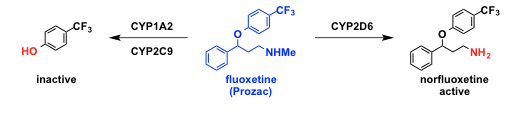 CF3
CYP1A2
CYP2C9
HO
inactive
CF3
O
NHMe
fluoxetine
(Prozac)
CYP2D6
CF3
O
NH2
norfluoxetine
active